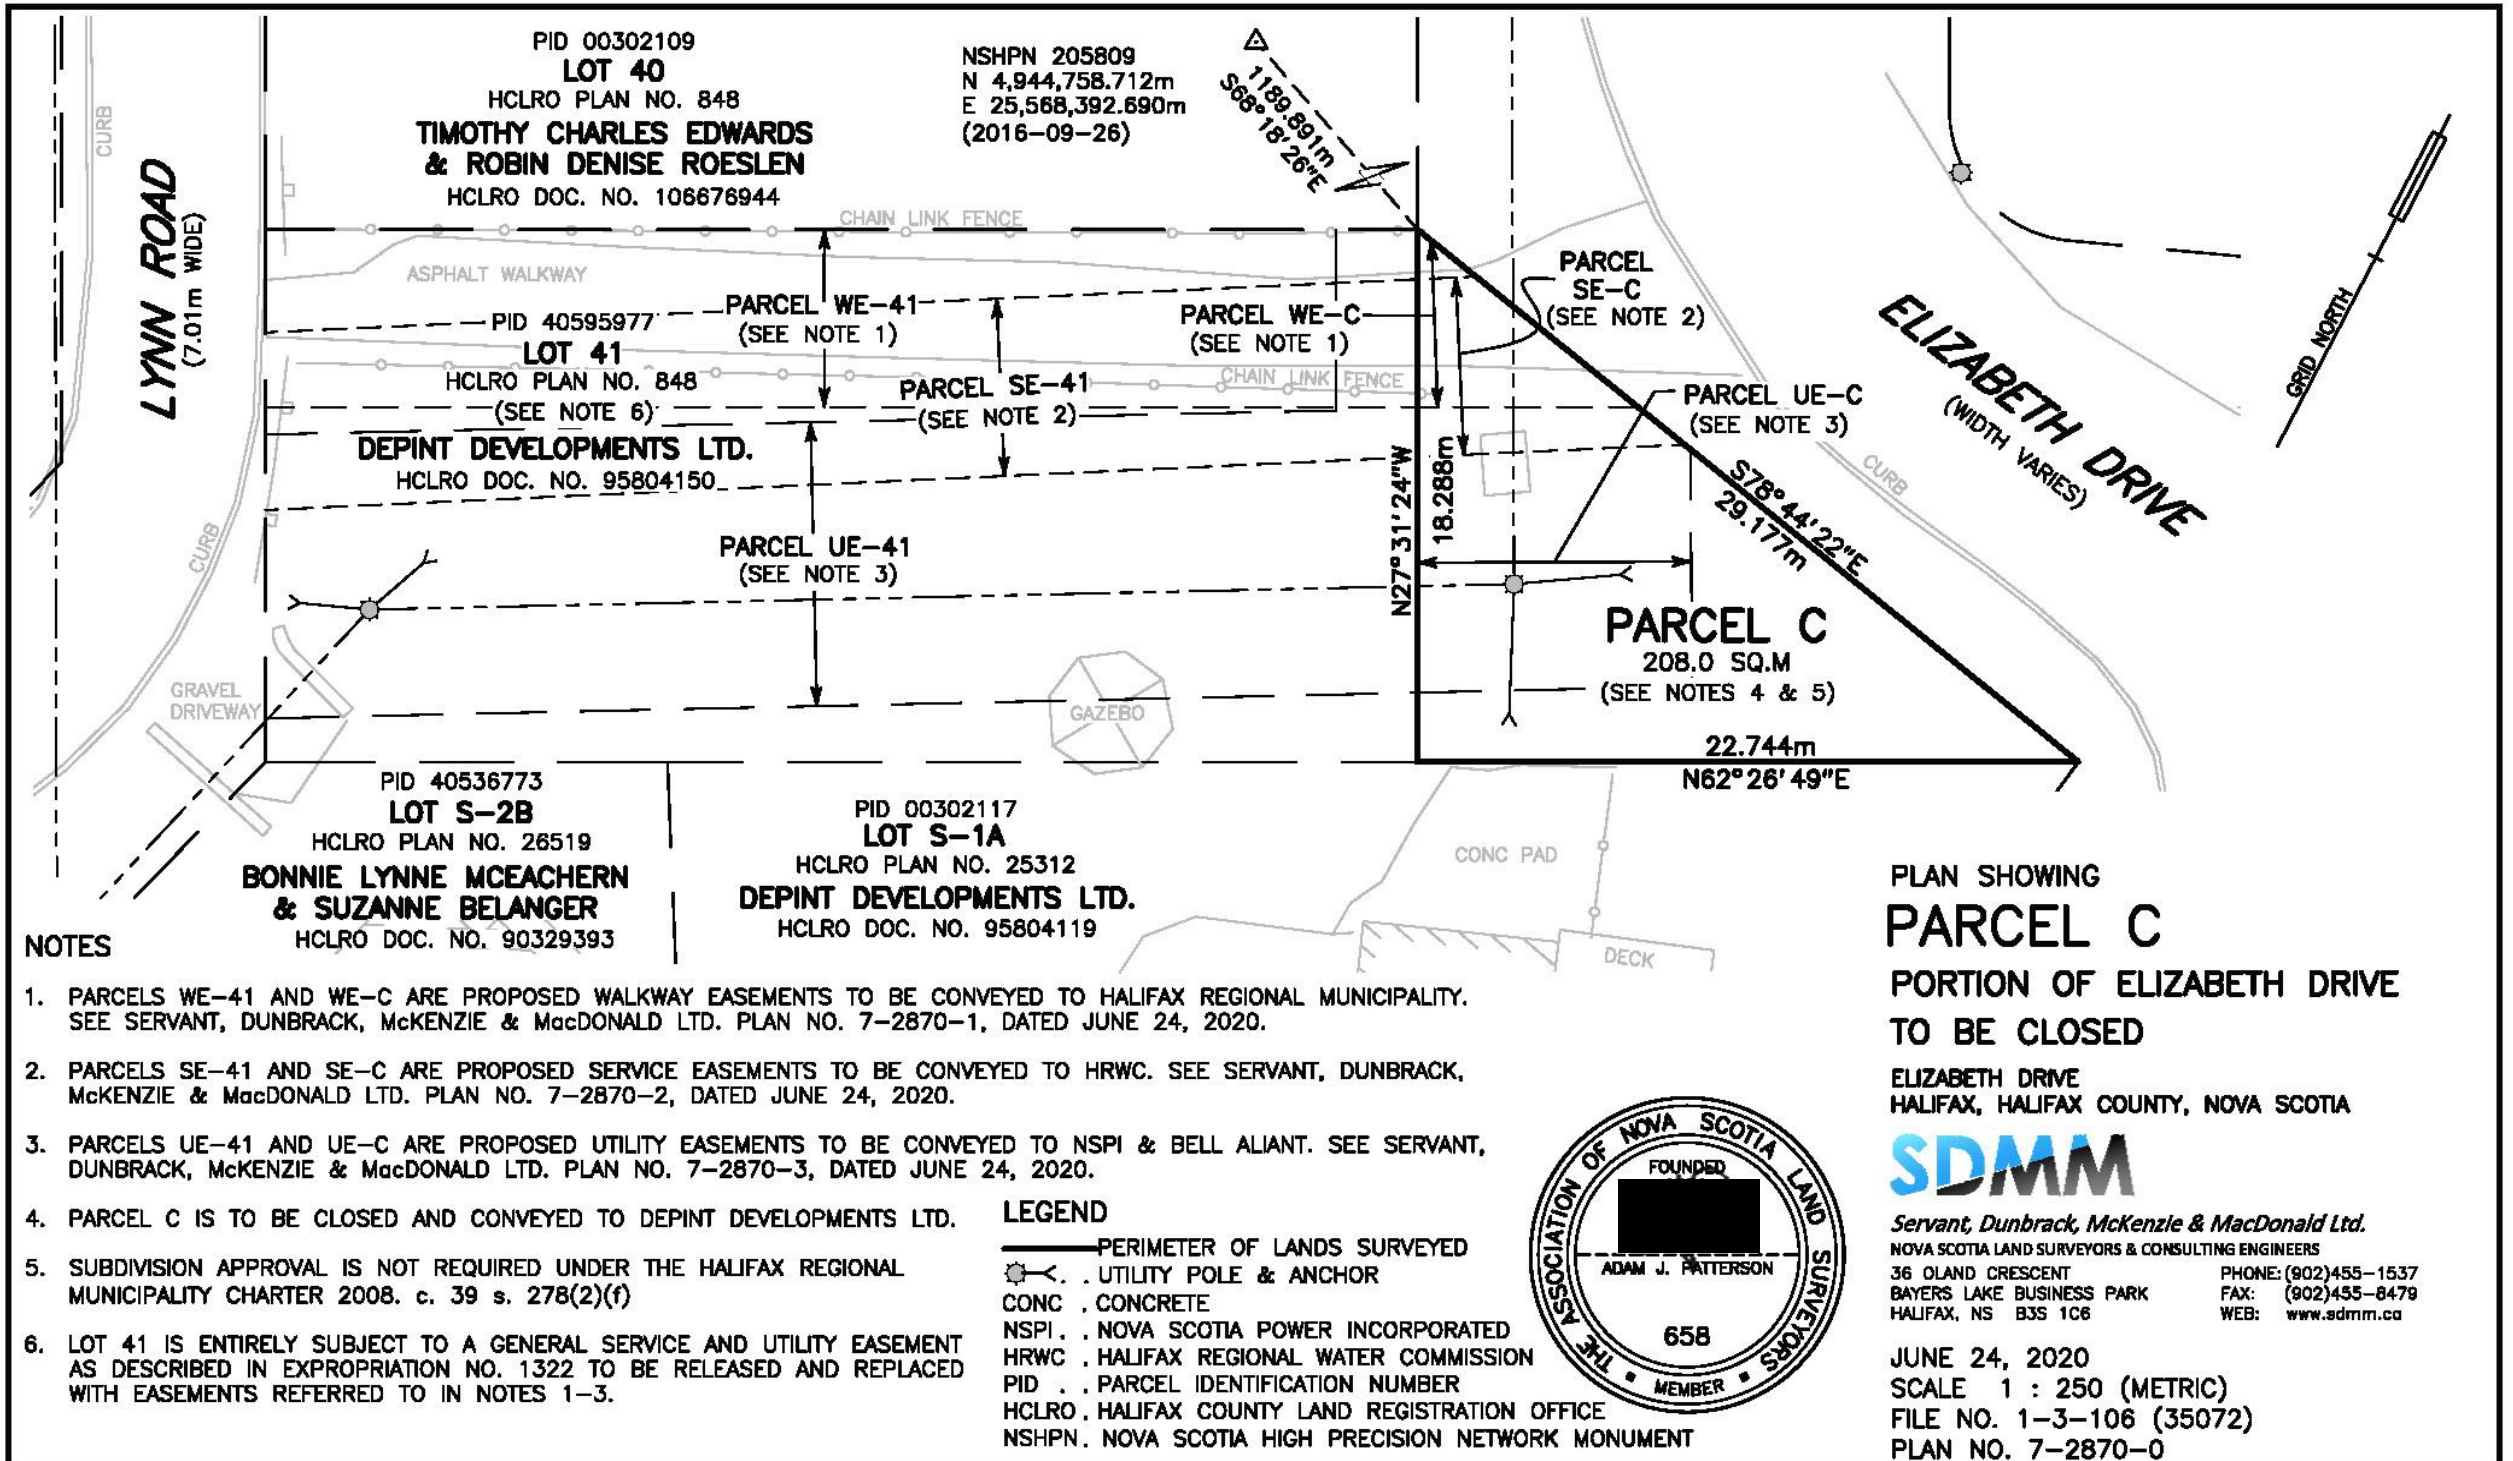 PID 00302109
LOT 40
HCLRO PLAN NO. 848
TIMOTHY CHARLES EDWARDS
& ROBIN DENISE ROESLEN
HCLRO DOC. NO. 106676944
NSHPN 205809
N 4,944,758.712m
E 25,568,392.690m
(2016-09-26)
1189.891m
S68°18'26"E
CURB
LYNN ROAD
(7.01m WIDE)
CHAIN LINK FENCE
ASPHALT WALKWAY
PARCEL WE-41
(SEE NOTE 1)
PID 40595977
LOT 41
HCLRO PLAN NO. 848
(SEE NOTE 6)
DEPINT DEVELOPMENTS LTD.
HCLRO DOC. NO. 95804150
PARCEL SE-41
(SEE NOTE 2)
PARCEL WE-C
(SEE NOTE 1)
CHAIN LINK FENCE
PARCEL
SE-C
(SEE NOTE 2)
PARCEL UE-C
(SEE NOTE 3)
ELIZABETH DRIVE
(WIDTH VARIES)
GRID NORTH
CURB
N27°31'24"W
18.288m
S78°44'22"E
29.177m
CURB
PARCEL UE-41
(SEE NOTE 3)
PARCEL C
208.0 SQ.M
(SEE NOTES 4 & 5)
GRAVEL
DRIVEWAY
GAZEBO
22.744m
N62°26'49"E
PID 40536773
LOT S-2B
HCLRO PLAN NO. 26519
BONNIE LYNNE MCEACHERN
& SUZANNE BELANGER
HCLRO DOC. NO. 90329393
PID 00302117
LOT S-1A
HCLRO PLAN NO. 25312
DEPINT DEVELOPMENTS LTD.
HCLRO DOC. NO. 95804119
CONC PAD
DECK
NOTES
1. PARCELS WE-41 AND WE-C ARE PROPOSED WALKWAY EASEMENTS TO BE CONVEYED TO HALIFAX REGIONAL MUNICIPALITY.
SEE SERVANT, DUNBRACK, McKENZIE & MacDONALD LTD. PLAN NO. 7-2870-1, DATED JUNE 24, 2020.
2. PARCELS SE-41 AND SE-C ARE PROPOSED SERVICE EASEMENTS TO BE CONVEYED TO HRWC. SEE SERVANT, DUNBRACK,
McKENZIE & MacDONALD LTD. PLAN NO. 7-2870-2, DATED JUNE 24, 2020.
3. PARCELS UE-41 AND UE-C ARE PROPOSED UTILITY EASEMENTS TO BE CONVEYED TO NSPI & BELL ALIANT. SEE SERVANT,
DUNBRACK, McKENZIE & MacDONALD LTD. PLAN NO. 7-2870-3, DATED JUNE 24, 2020.
4. PARCEL C IS TO BE CLOSED AND CONVEYED TO DEPINT DEVELOPMENTS LTD.
5. SUBDIVISION APPROVAL IS NOT REQUIRED UNDER THE HALIFAX REGIONAL
MUNICIPALITY CHARTER 2008. c. 39 s. 278(2)(f)
6. LOT 41 IS ENTIRELY SUBJECT TO A GENERAL SERVICE AND UTILITY EASEMENT
AS DESCRIBED IN EXPROPRIATION NO. 1322 TO BE RELEASED AND REPLACED
WITH EASEMENTS REFERRED TO IN NOTES 1-3.
LEGEND
PERIMETER OF LANDS SURVEYED
. . UTILITY POLE & ANCHOR
CONC . CONCRETE
NSPI. . NOVA SCOTIA POWER INCORPORATED
HRWC . HALIFAX REGIONAL WATER COMMISSION
PID . . PARCEL IDENTIFICATION NUMBER
HCLRO. HALIFAX COUNTY LAND REGISTRATION OFFICE
NSHPN. NOVA SCOTIA HIGH PRECISION NETWORK MONUMENT
THE ASSOCIATION OF NOVA SCOTIA LAND SURVEYORS
FOUNDED
ADAM J. PATTERSON
658
MEMBER
PLAN SHOWING
PARCEL C
PORTION OF ELIZABETH DRIVE
TO BE CLOSED
ELIZABETH DRIVE
HALIFAX, HALIFAX COUNTY, NOVA SCOTIA
SDMM
Servant, Dunbrack, McKenzie & MacDonald Ltd.
NOVA SCOTIA LAND SURVEYORS & CONSULTING ENGINEERS
36 OLAND CRESCENT PHONE: (902)455-1537
BAYERS LAKE BUSINESS PARK FAX: (902)455-8479
HALIFAX, NS B3S 1C6 WEB: www.sdmm.ca
JUNE 24, 2020
SCALE 1 : 250 (METRIC)
FILE NO. 1-3-106 (35072)
PLAN NO. 7-2870-0